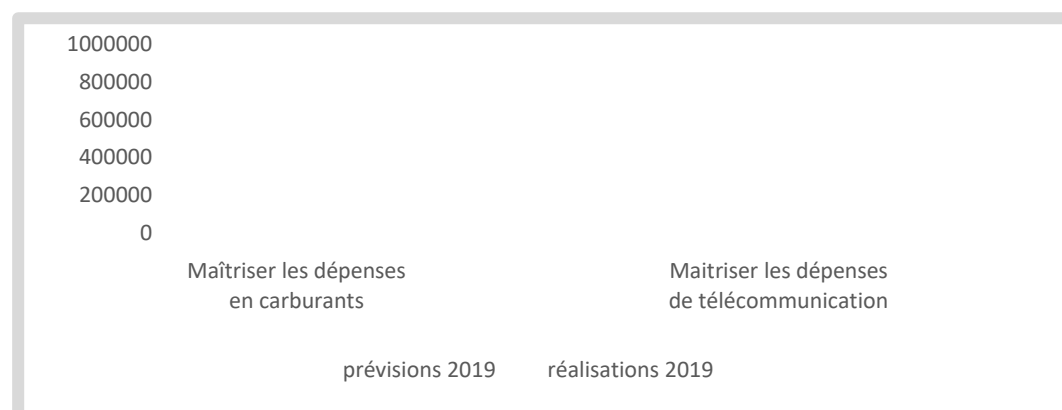 1000000
800000
600000
400000
200000
0
Maîtriser les dépenses
en carburants
Maitriser les dépenses
de télécommunication
prévisions 2019
réalisations 2019